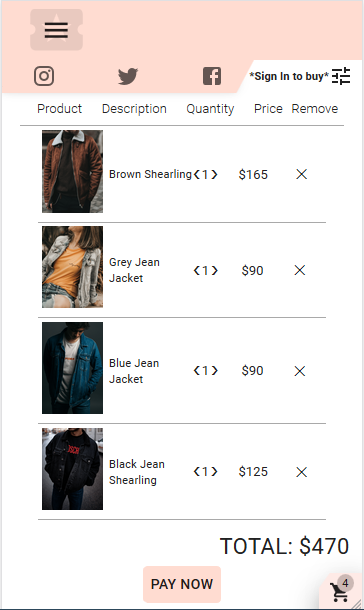 *Sign In to buy*
Product Description Quantity Price Remove
Brown Shearling ❮ 1 ❯ $165 ✕
Grey Jean
Jacket ❮ 1 ❯ $90 ✕
Blue Jean
Jacket ❮ 1 ❯ $90 ✕
Black Jean
Shearling ❮ 1 ❯ $125 ✕
TOTAL: $470
PAY NOW
4